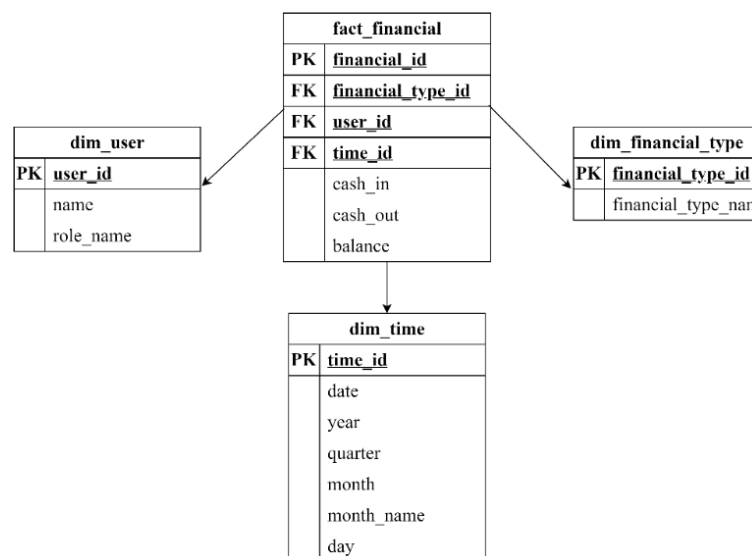 fact_financial
PK financial_id
FK financial_type_id
FK user_id
FK time_id
cash_in
cash_out
balance
dim_user
PK user_id
name
role_name
dim_financial_type
PK financial_type_id
financial_type_nam
dim_time
PK time_id
date
year
quarter
month
month_name
day